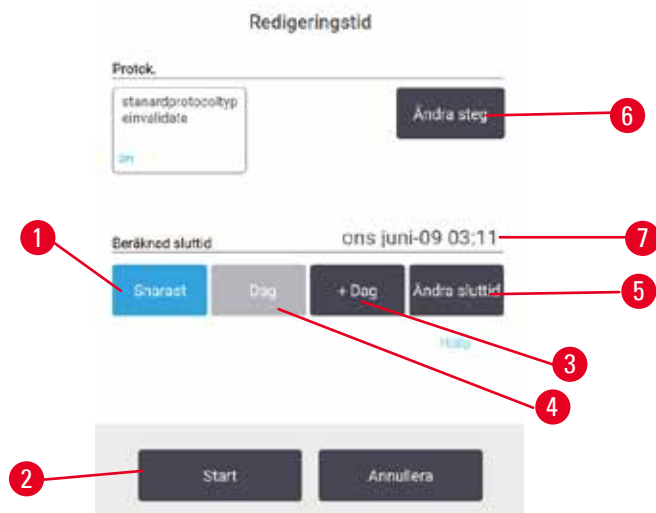 Redigeringstid
Protok.
stanardprotocoltyp
einvalidate
Ändra steg
6
1
Beräknad sluttid
ons juni-09 03:11
7
Snarast
Dag
+ Dag
Ändra sluttid
5
Hjälp
3
4
2
Start
Annullera